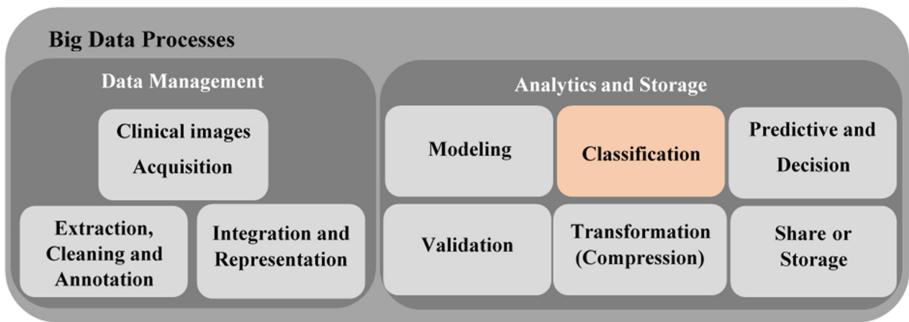 Big Data Processes
Data Management
Clinical images
Acquisition
Extraction,
Cleaning and
Annotation
Integration and
Representation
Analytics and Storage
Modeling
Classification
Predictive and
Decision
Validation
Transformation
(Compression)
Share or
Storage